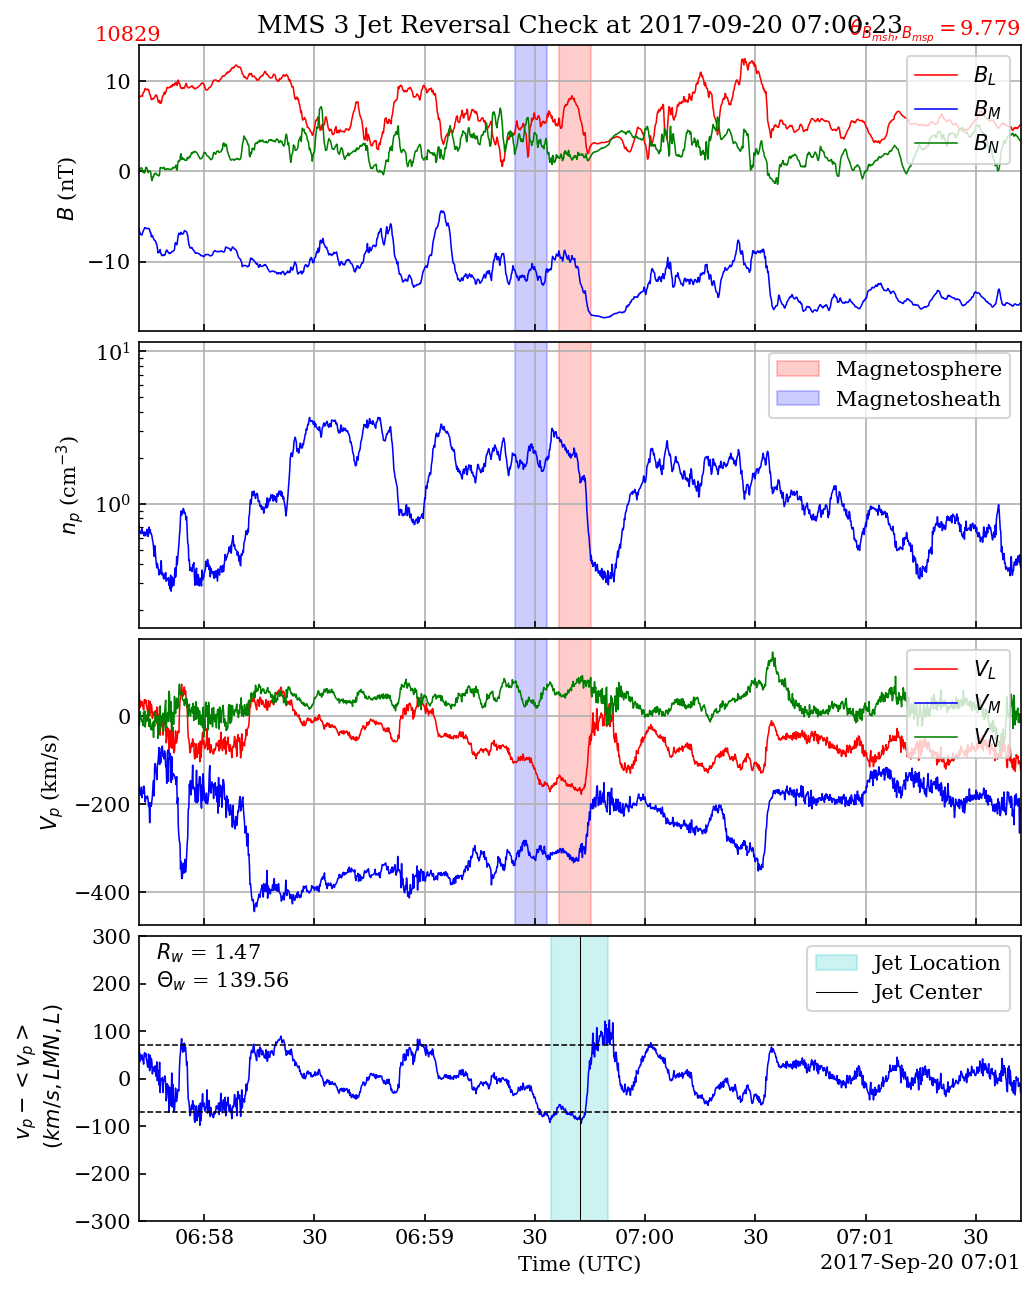 MMS 3 Jet Reversal Check at 2017-09-20 07:00:23
10829
θ_{B_{msh}, B_{msp}} = 9.779
10
0
−10
B (nT)
B_L
B_M
B_N
10^1
10^0
n_p (cm^{−3})
Magnetosphere
Magnetosheath
0
−200
−400
V_p (km/s)
V_L
V_M
V_N
300
200
100
0
−100
−200
−300
v_p − < v_p >
(km/s, LMN, L)
R_w = 1.47
Θ_w = 139.56
Jet Location
Jet Center
06:58
30
06:59
30
07:00
30
07:01
30
Time (UTC)
2017-Sep-20 07:01